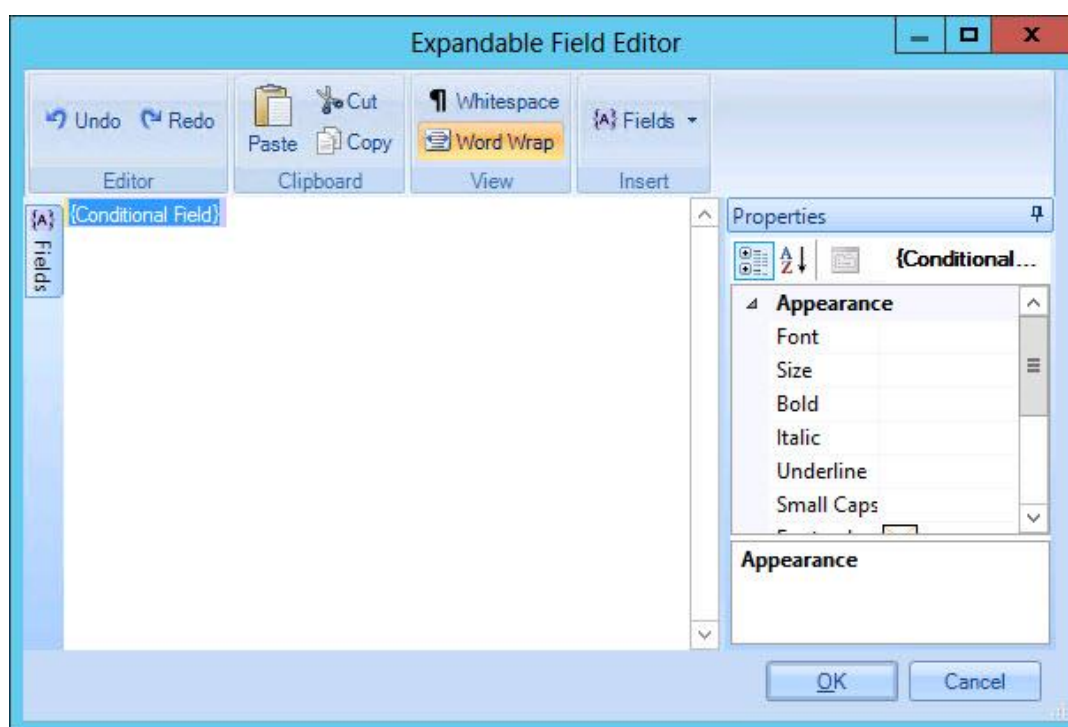 Expandable Field Editor
Undo Redo
Paste
Cut
Copy
¶ Whitespace
Word Wrap
{A} Fields
Editor Clipboard View Insert
{A} Fields
{Conditional Field}
Properties
A Z
{Conditional...
Appearance
Font
Size
Bold
Italic
Underline
Small Caps
Appearance
OK Cancel